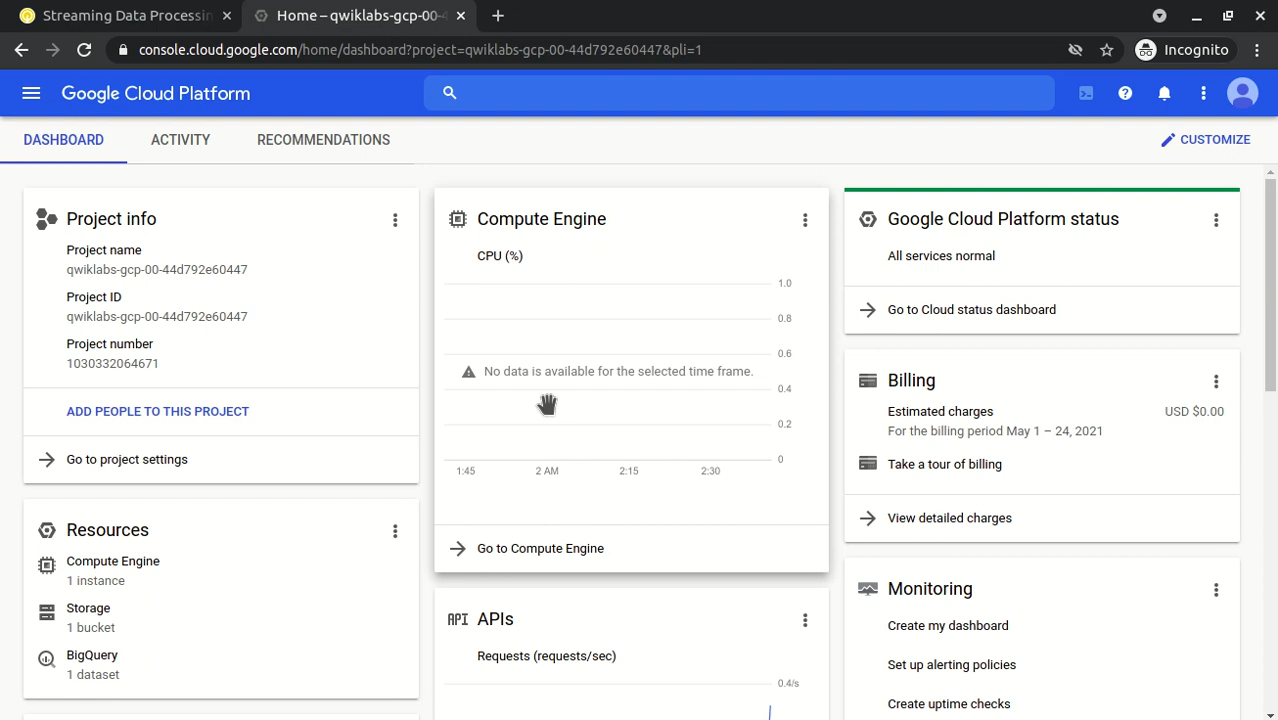 Streaming Data Processin
Home – qwiklabs-gcp-00-4
console.cloud.google.com/home/dashboard?project=qwiklabs-gcp-00-44d792e60447&pli=1
Incognito
Google Cloud Platform
DASHBOARD
ACTIVITY
RECOMMENDATIONS
CUSTOMIZE
Project info
Project name
qwiklabs-gcp-00-44d792e60447
Project ID
qwiklabs-gcp-00-44d792e60447
Project number
1030332064671
ADD PEOPLE TO THIS PROJECT
Go to project settings
Resources
Compute Engine
1 instance
Storage
1 bucket
BigQuery
1 dataset
Compute Engine
CPU (%)
1.0
0.8
0.6
No data is available for the selected time frame.
0.4
0.2
0
1:45 2 AM 2:15 2:30
Go to Compute Engine
API APIs
Requests (requests/sec)
0.4/s
Google Cloud Platform status
All services normal
Go to Cloud status dashboard
Billing
Estimated charges USD $0.00
For the billing period May 1 – 24, 2021
Take a tour of billing
View detailed charges
Monitoring
Create my dashboard
Set up alerting policies
Create uptime checks